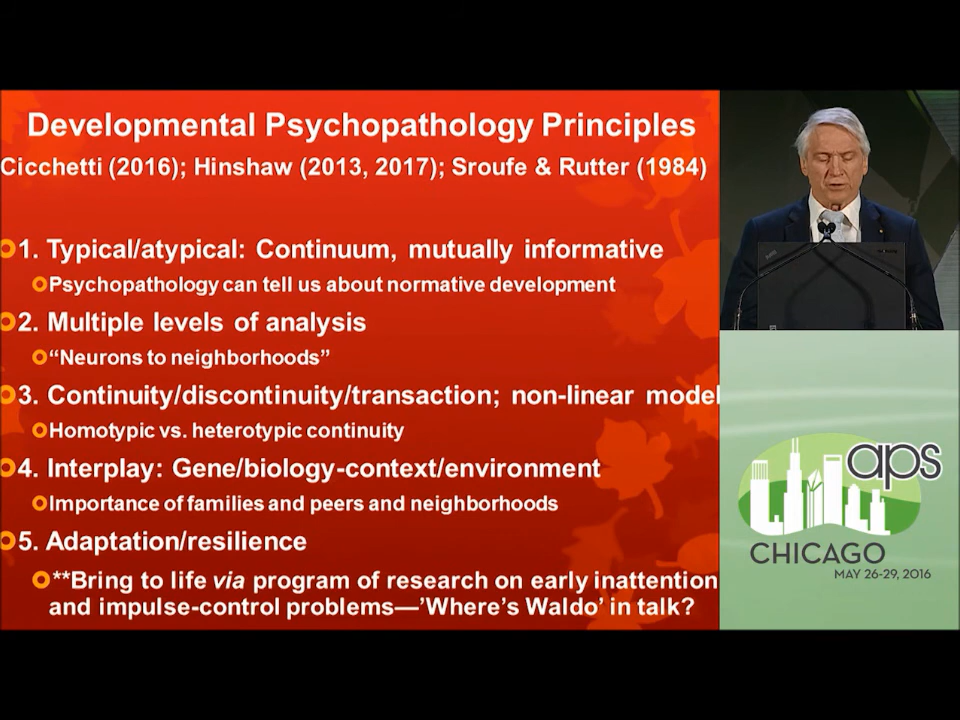 Developmental Psychopathology Principles
Cicchetti (2016); Hinshaw (2013, 2017); Sroufe & Rutter (1984)
1. Typical/atypical: Continuum, mutually informative
Psychopathology can tell us about normative development
2. Multiple levels of analysis
“Neurons to neighborhoods”
3. Continuity/discontinuity/transaction; non-linear model
Homotypic vs. heterotypic continuity
4. Interplay: Gene/biology-context/environment
Importance of families and peers and neighborhoods
5. Adaptation/resilience
**Bring to life via program of research on early inattention
and impulse-control problems—’Where’s Waldo’ in talk?
aps
CHICAGO
MAY 26-29, 2016